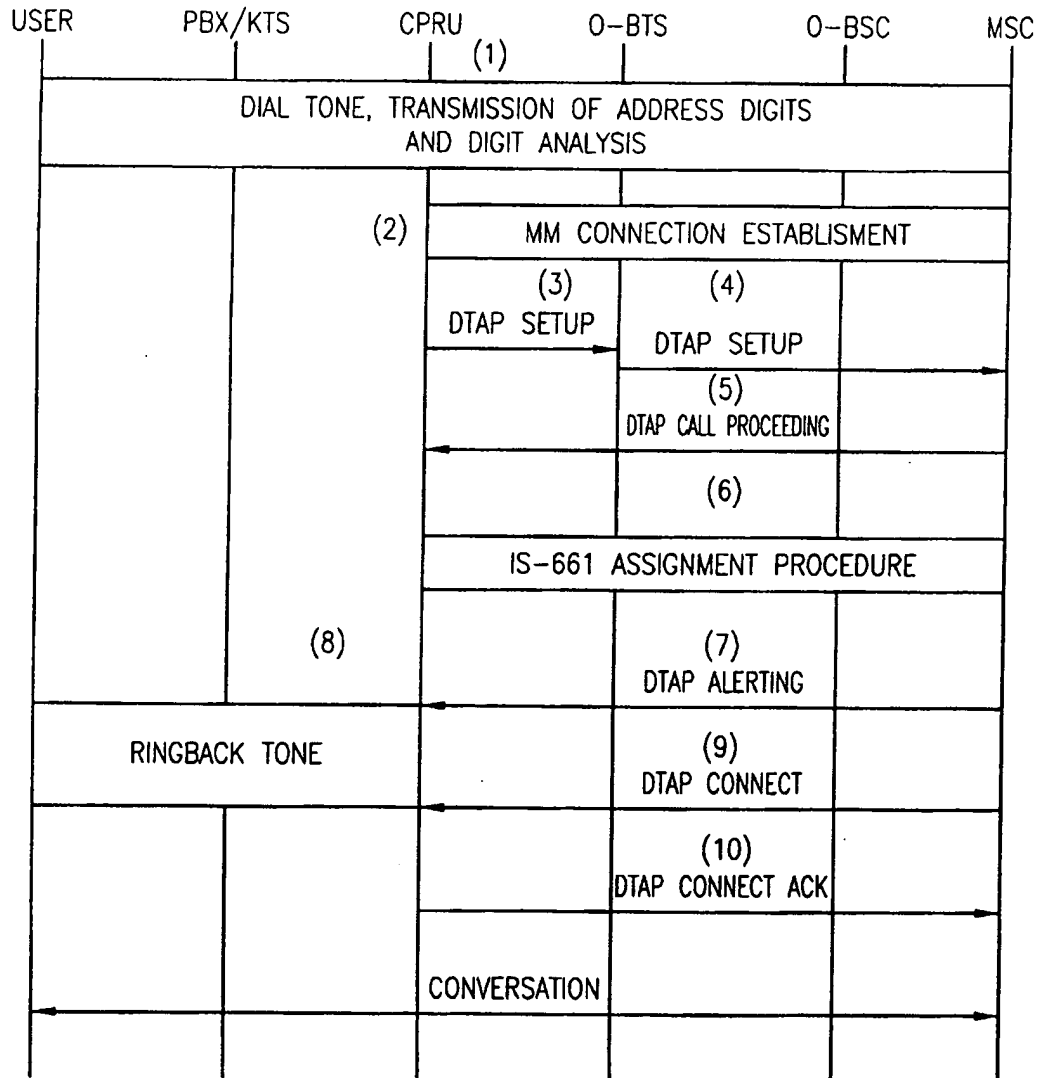 USER PBX/KTS CPRU O-BTS O-BSC MSC
(1)
DIAL TONE, TRANSMISSION OF ADDRESS DIGITS
AND DIGIT ANALYSIS
(2) MM CONNECTION ESTABLISMENT
(3) (4)
DTAP SETUP
DTAP SETUP
(5)
DTAP CALL PROCEEDING
(6)
IS-661 ASSIGNMENT PROCEDURE
(8) (7)
DTAP ALERTING
RINGBACK TONE
(9)
DTAP CONNECT
(10)
DTAP CONNECT ACK
CONVERSATION